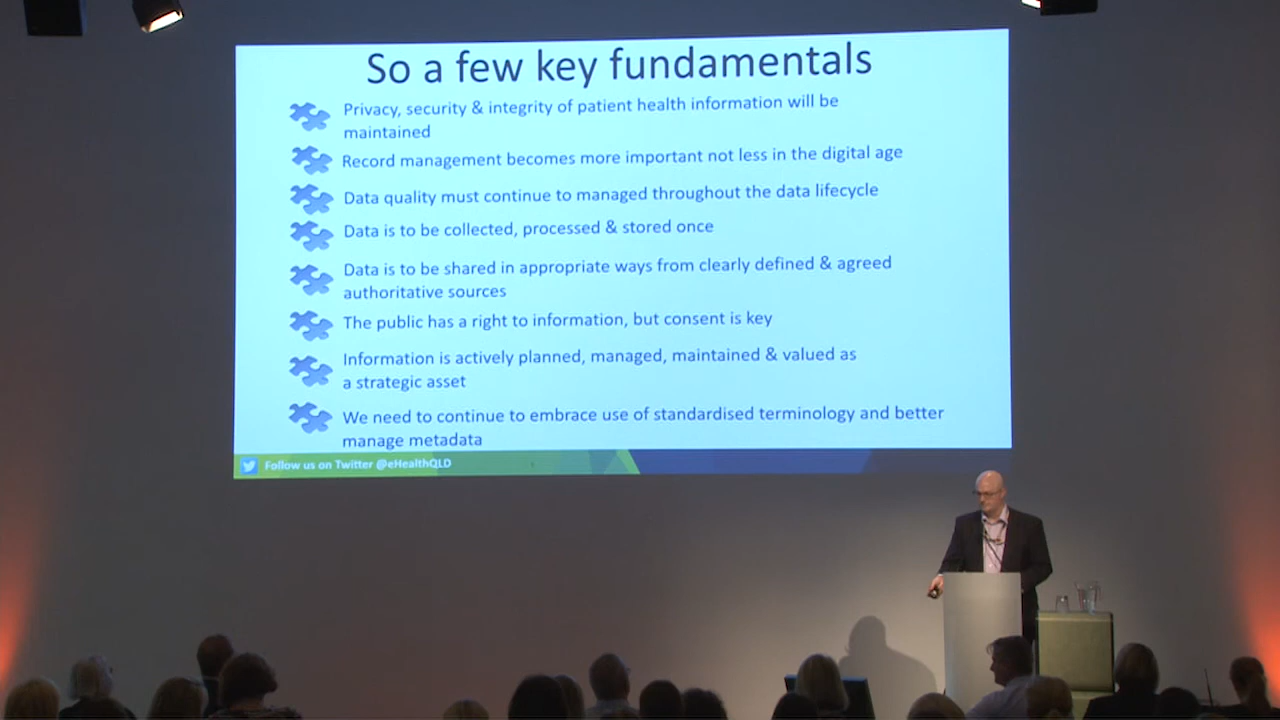 So a few key fundamentals
Privacy, security & integrity of patient health information will be
maintained
Record management becomes more important not less in the digital age
Data quality must continue to managed throughout the data lifecycle
Data is to be collected, processed & stored once
Data is to be shared in appropriate ways from clearly defined & agreed
authoritative sources
The public has a right to information, but consent is key
Information is actively planned, managed, maintained & valued as
a strategic asset
We need to continue to embrace use of standardised terminology and better
manage metadata
Follow us on Twitter @eHealthQLD